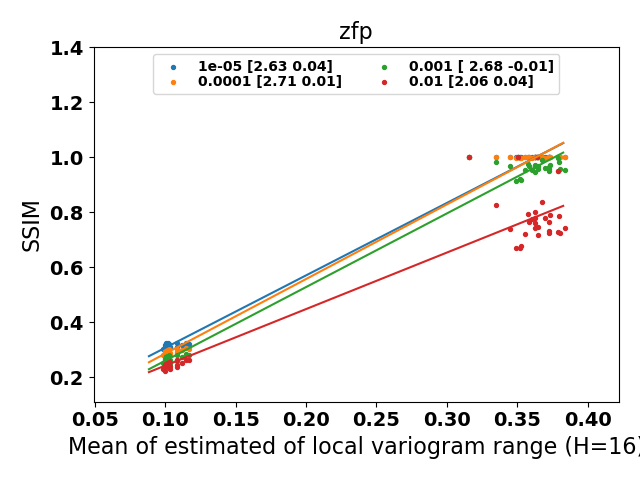 zfp
1e-05 [2.63 0.04]
0.0001 [2.71 0.01]
0.001 [ 2.68 -0.01]
0.01 [2.06 0.04]
1.4
1.2
1.0
0.8
0.6
0.4
0.2
SSIM
0.05 0.10 0.15 0.20 0.25 0.30 0.35 0.40
Mean of estimated of local variogram range (H=16)